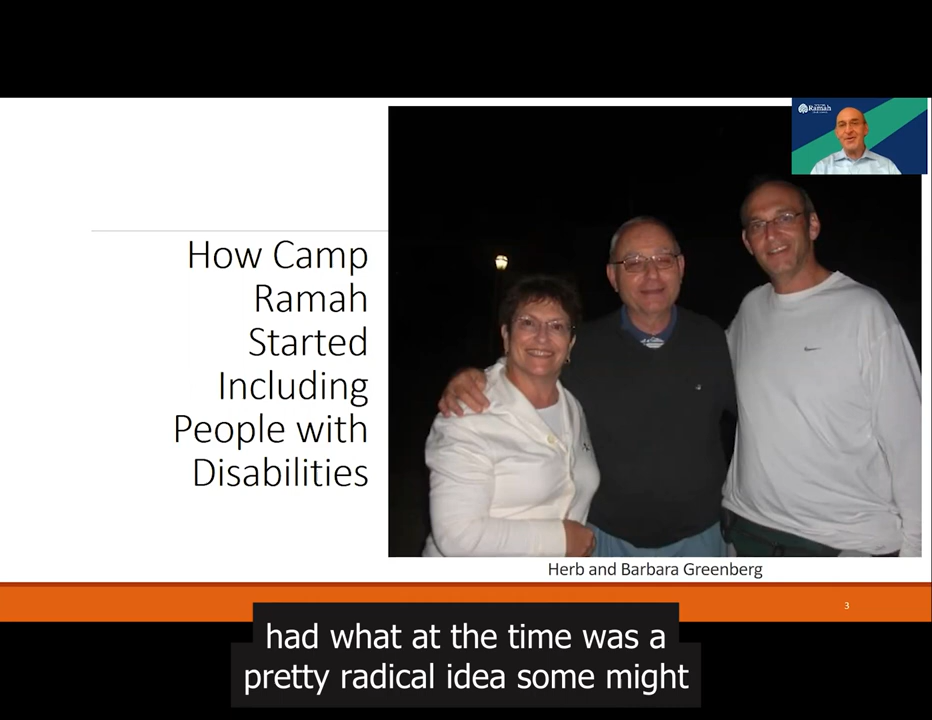 Ramah
How Camp
Ramah
Started
Including
People with
Disabilities
Herb and Barbara Greenberg
3
had what at the time was a
pretty radical idea some might